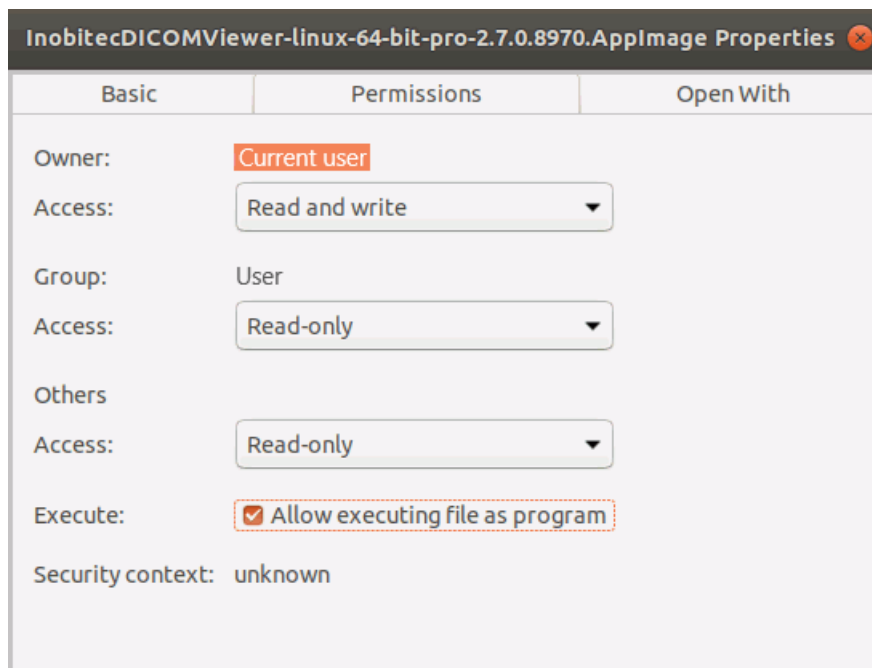 InobitecDICOMViewer-linux-64-bit-pro-2.7.0.8970.AppImage Properties
Basic Permissions Open With
Owner: Current user
Access: Read and write
Group: User
Access: Read-only
Others
Access: Read-only
Execute: Allow executing file as program
Security context: unknown